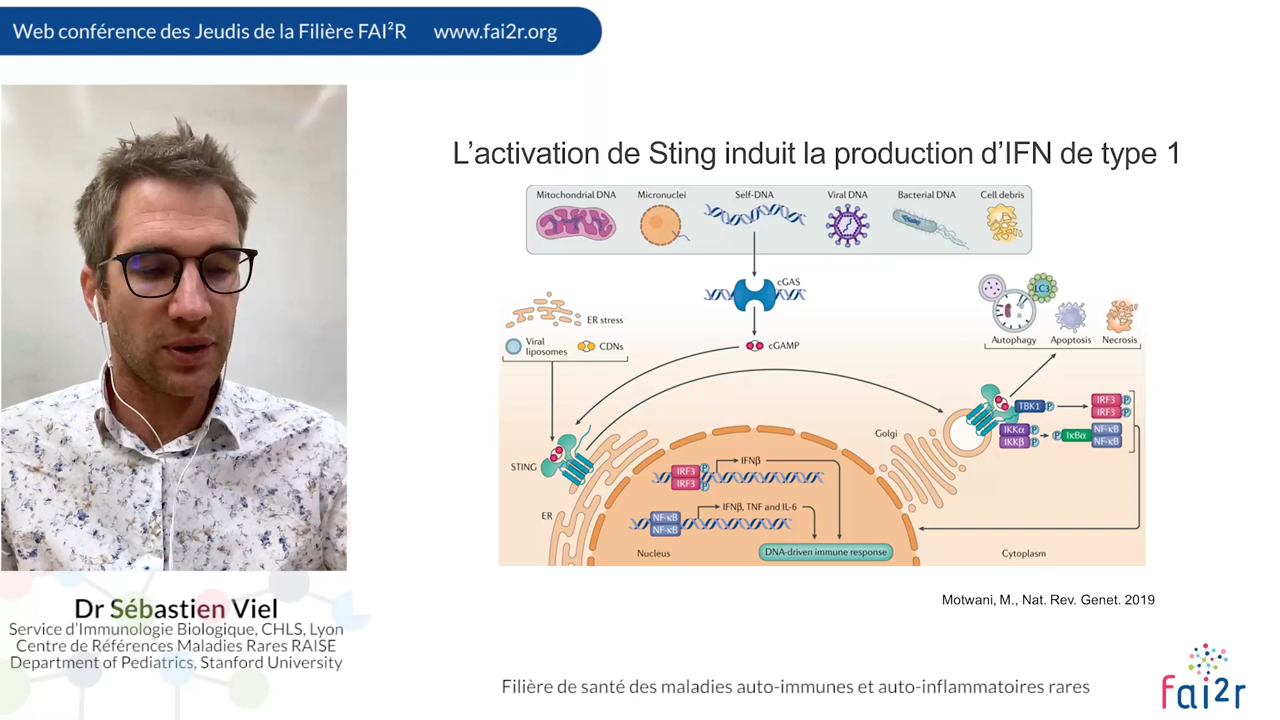 Web conférence des Jeudis de la Filière FAI²R www.fai2r.org
L'activation de Sting induit la production d'IFN de type 1
Mitochondrial DNA Micronuclei Self-DNA Viral DNA Bacterial DNA Cell debris
cGAS
LC3
ER stress
Viral
liposomes
CDNs
cGAMP
Autophagy Apoptosis Necrosis
TBK1 P
IRF3 P
IRF3 P
IKKα P
IKKβ P
P IκBα NF-κB
NF-κB
Golgi
STING
IRF3 P
IRF3 P
IFNβ
ER
NF-κB
NF-κB
IFNβ, TNF and IL-6
Nucleus
DNA-driven immune response
Cytoplasm
Motwani, M., Nat. Rev. Genet. 2019
Dr Sébastien Viel
Service d'Immunologie Biologique, CHLS, Lyon
Centre de Références Maladies Rares RAISE
Department of Pediatrics, Stanford University
Filière de santé des maladies auto-immunes et auto-inflammatoires rares
fai2r